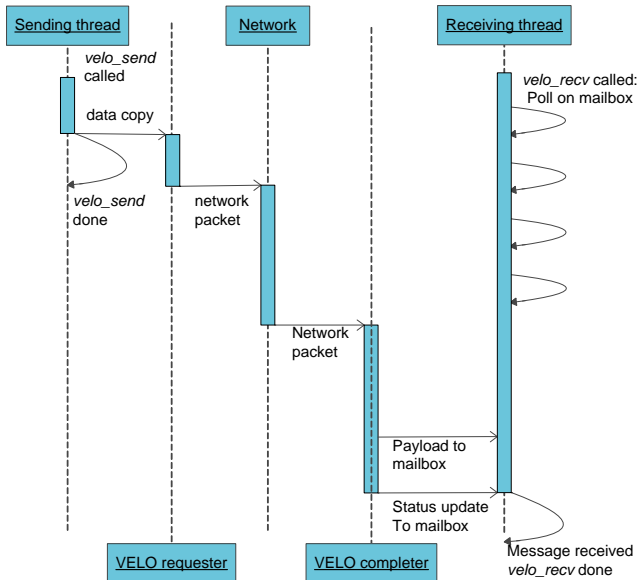 Sending thread
Network
Receiving thread
velo_send
called
velo_recv called:
Poll on mailbox
data copy
velo_send
done
network
packet
Network
packet
Payload to
mailbox
Status update
To mailbox
Message received
velo_recv done
VELO requester
VELO completer